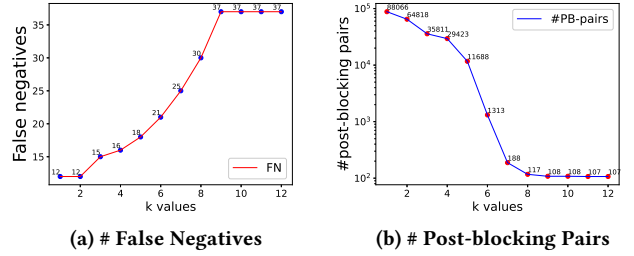 37 37 37 37
35
30
30
False negatives
25
25
21
20
18
16
15
15
12 12
FN
2 4 6 8 10 12
k values
(a) # False Negatives
10^5
88066
64818
35811
29423
#PB-pairs
11688
10^4
#post-blocking pairs
1313
10^3
188
117 108 108 107 107
10^2
2 4 6 8 10 12
k values
(b) # Post-blocking Pairs